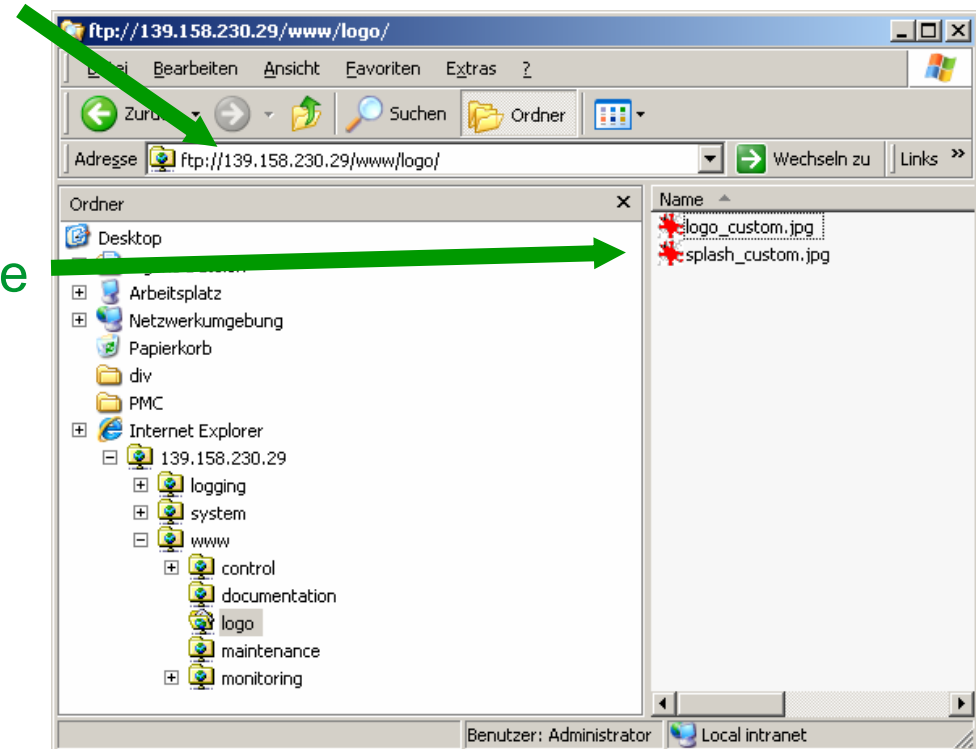 ftp://139.158.230.29/www/logo/
Bearbeiten Ansicht Favoriten Extras ?
Suchen Ordner
Adresse ftp://139.158.230.29/www/logo/ Wechseln zu Links »
Ordner x
Name
Desktop
logo_custom.jpg
splash_custom.jpg
e
Arbeitsplatz
Netzwerkumgebung
Papierkorb
div
PMC
Internet Explorer
139.158.230.29
logging
system
www
control
documentation
logo
maintenance
monitoring
Benutzer: Administrator Local intranet